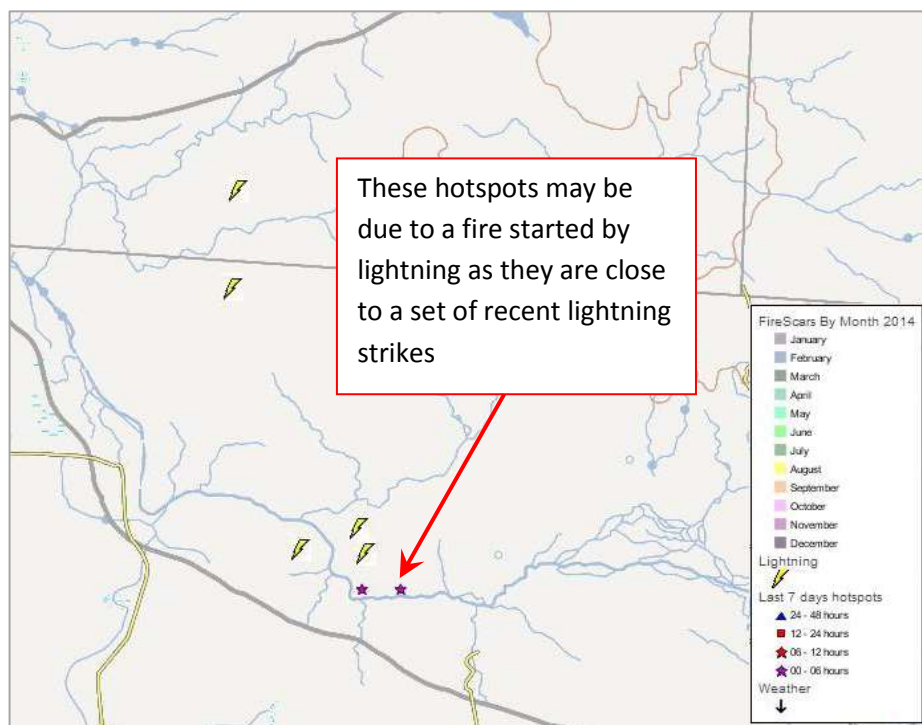 These hotspots may be
due to a fire started by
lightning as they are close
to a set of recent lightning
strikes
FireScars By Month 2014
January
February
March
April
May
June
July
August
September
October
November
December
Lightning
Last 7 days hotspots
24 - 48 hours
12 - 24 hours
06 - 12 hours
00 - 06 hours
Weather